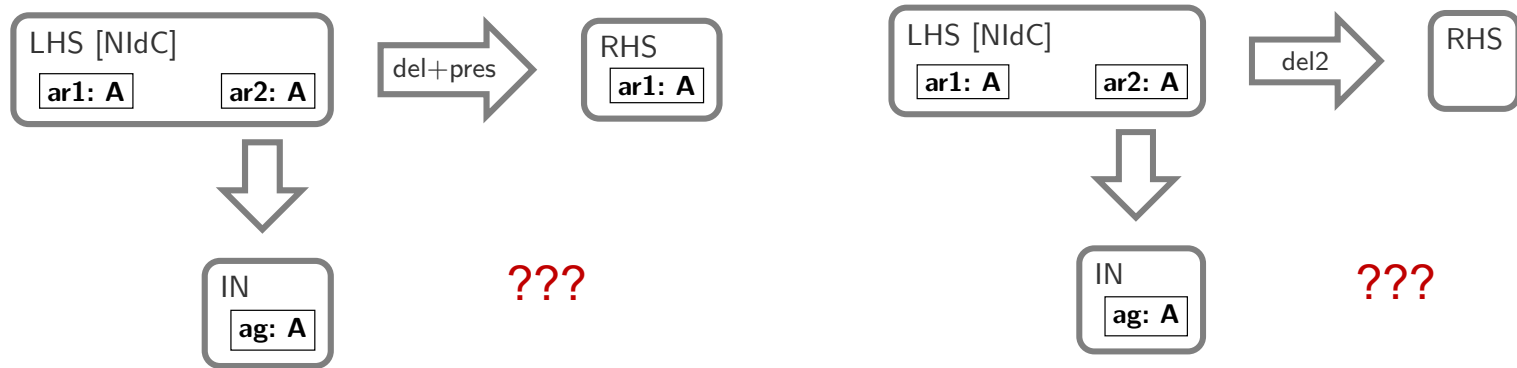 LHS [NIdC]
ar1: A
ar2: A
del+pres
RHS
ar1: A
IN
ag: A
???
LHS [NIdC]
ar1: A
ar2: A
del2
RHS
IN
ag: A
???